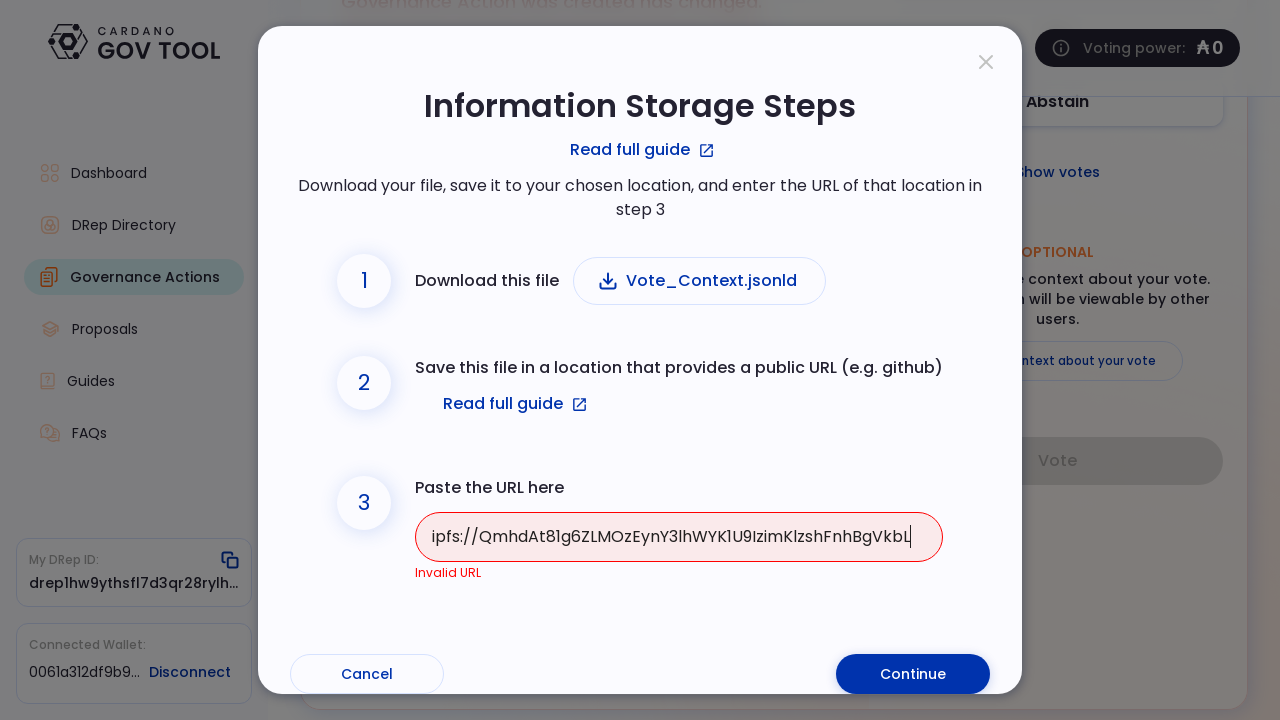 Governance Action was created has changed.
CARDANO
GOV TOOL
Voting power: ₳0
Dashboard
DRep Directory
Governance Actions
Proposals
Guides
FAQs
My DRep ID:
drep1hw9ythsfl7d3qr28rylh...
Connected Wallet:
0061a312df9b9... Disconnect
Information Storage Steps
Read full guide
Download your file, save it to your chosen location, and enter the URL of that location in
step 3
1
Download this file
Vote_Context.jsonld
2
Save this file in a location that provides a public URL (e.g. github)
Read full guide
3
Paste the URL here
ipfs://QmhdAt81g6ZLMOzEynY3lhWYK1U9IzimKlzshFnhBgVkbL
Invalid URL
Cancel
Continue
Abstain
Show votes
OPTIONAL
context about your vote.
will be viewable by other
users.
about your vote
Vote